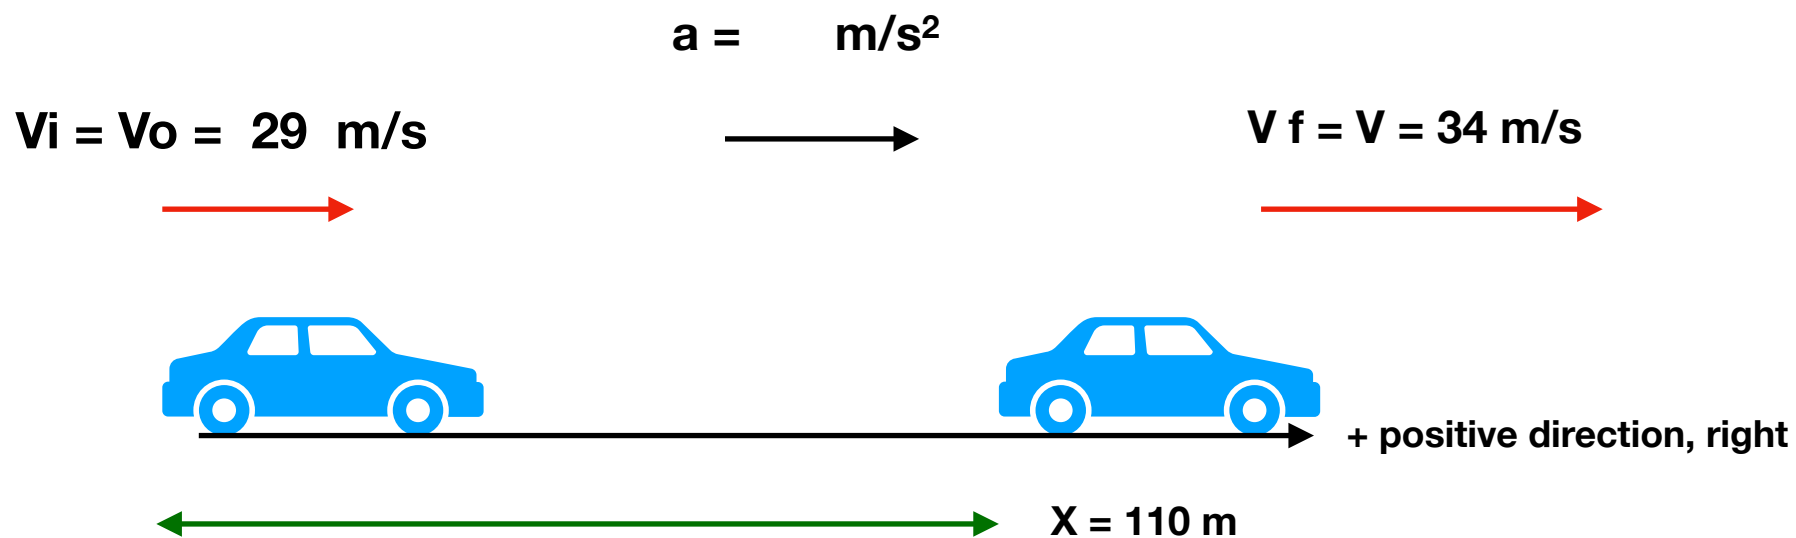 a = m/s²
Vi = Vo = 29 m/s
V f = V = 34 m/s
+ positive direction, right
X = 110 m